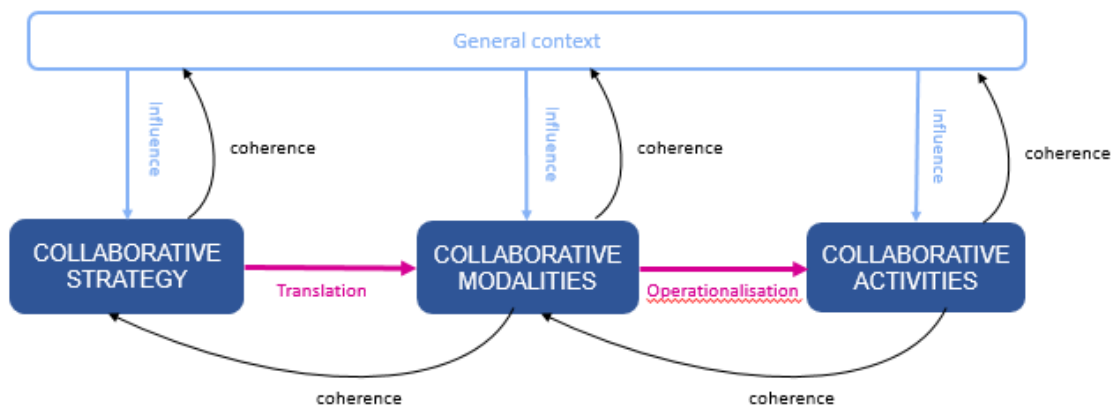 General context
Influence
coherence
Influence
coherence
Influence
coherence
COLLABORATIVE
STRATEGY
Translation
COLLABORATIVE
MODALITIES
Operationalisation
COLLABORATIVE
ACTIVITIES
coherence
coherence